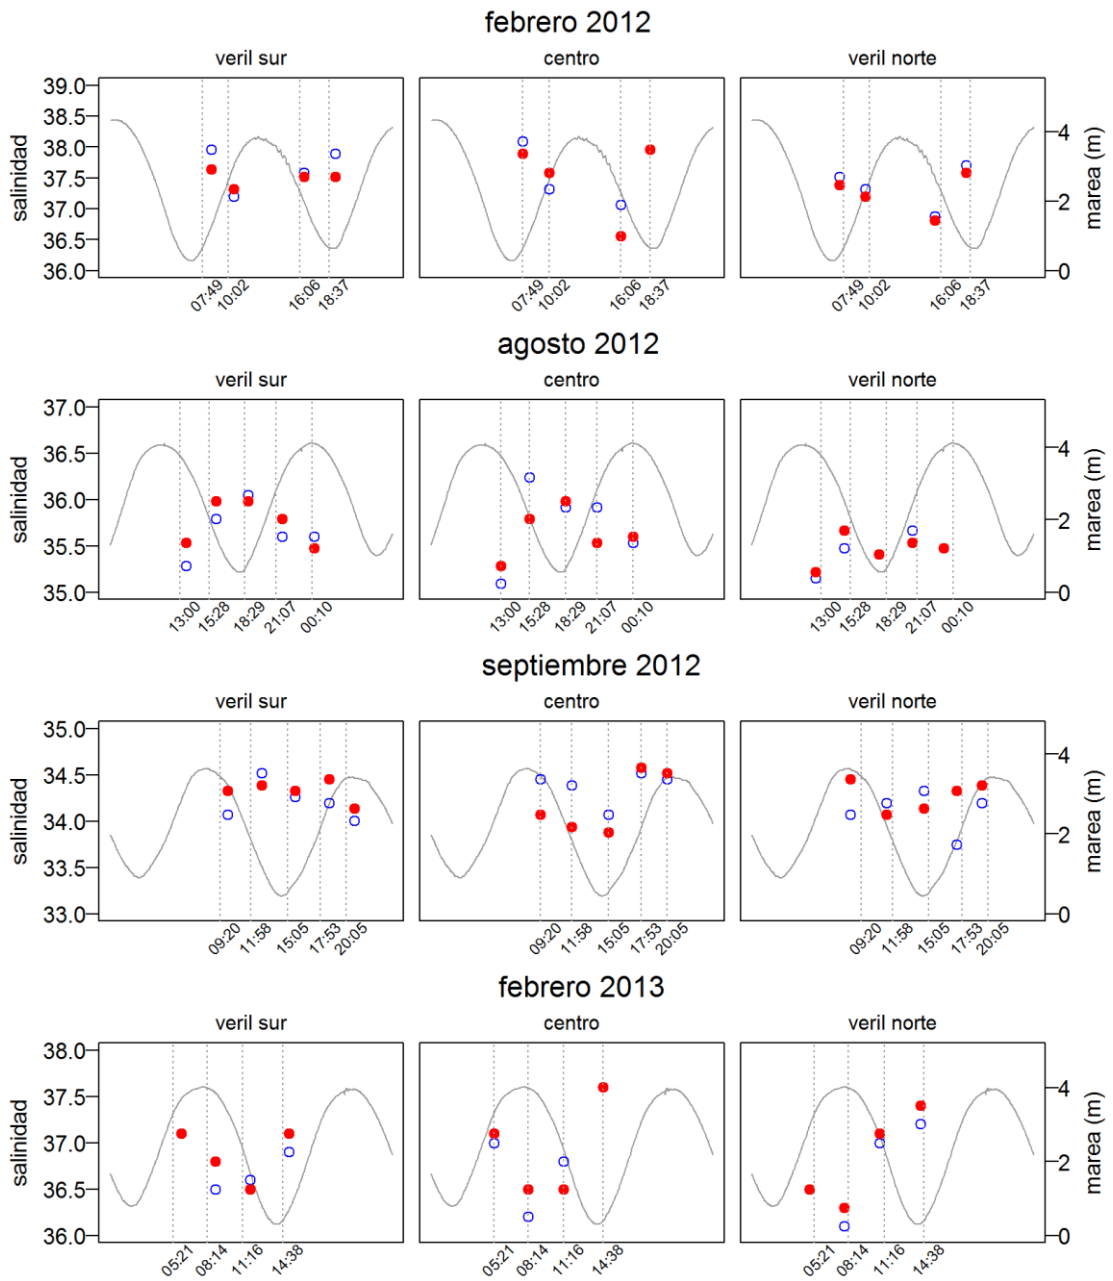 febrero 2012
veril sur centro veril norte
39.0
38.5
38.0
37.5
37.0
36.5
36.0
salinidad
4
2
0
marea (m)
07:49 10:02 16:06 18:37 07:49 10:02 16:06 18:37 07:49 10:02 16:06 18:37
agosto 2012
veril sur centro veril norte
37.0
36.5
36.0
35.5
35.0
salinidad
4
2
0
marea (m)
13:00 15:28 18:29 21:07 00:10 13:00 15:28 18:29 21:07 00:10 13:00 15:28 18:29 21:07 00:10
septiembre 2012
veril sur centro veril norte
35.0
34.5
34.0
33.5
33.0
salinidad
4
2
0
marea (m)
09:20 11:58 15:05 17:53 20:05 09:20 11:58 15:05 17:53 20:05 09:20 11:58 15:05 17:53 20:05
febrero 2013
veril sur centro veril norte
38.0
37.5
37.0
36.5
36.0
salinidad
4
2
0
marea (m)
05:21 08:14 11:16 14:38 05:21 08:14 11:16 14:38 05:21 08:14 11:16 14:38